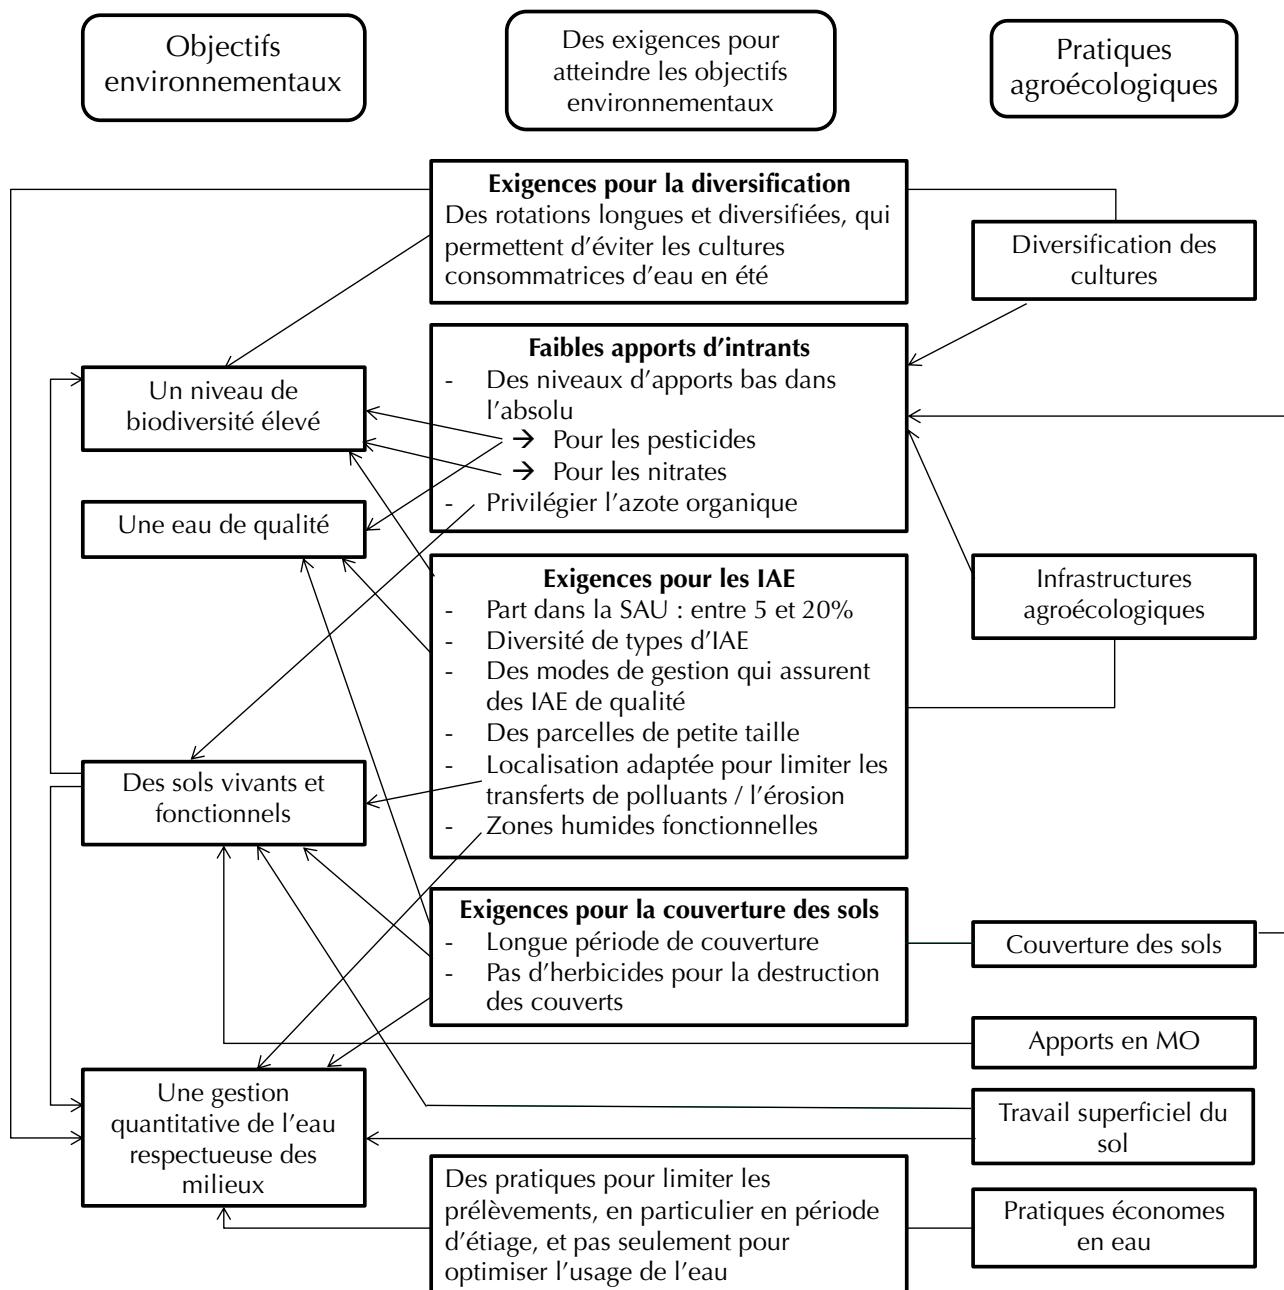 Objectifs
environnementaux
Des exigences pour
atteindre les objectifs
environnementaux
Pratiques
agroécologiques
Exigences pour la diversification
Des rotations longues et diversifiées, qui
permettent d’éviter les cultures
consommatrices d’eau en été
Diversification des
cultures
Faibles apports d’intrants
- Des niveaux d’apports bas dans
l’absolu
→ Pour les pesticides
→ Pour les nitrates
- Privilégier l’azote organique
Un niveau de
biodiversité élevé
Une eau de qualité
Exigences pour les IAE
- Part dans la SAU : entre 5 et 20%
- Diversité de types d’IAE
- Des modes de gestion qui assurent
des IAE de qualité
- Des parcelles de petite taille
- Localisation adaptée pour limiter les
transferts de polluants / l’érosion
- Zones humides fonctionnelles
Infrastructures
agroécologiques
Des sols vivants et
fonctionnels
Exigences pour la couverture des sols
- Longue période de couverture
- Pas d’herbicides pour la destruction
des couverts
Couverture des sols
Apports en MO
Une gestion
quantitative de l’eau
respectueuse des
milieux
Travail superficiel du
sol
Des pratiques pour limiter les
prélèvements, en particulier en période
d’étiage, et pas seulement pour
optimiser l’usage de l’eau
Pratiques économes
en eau